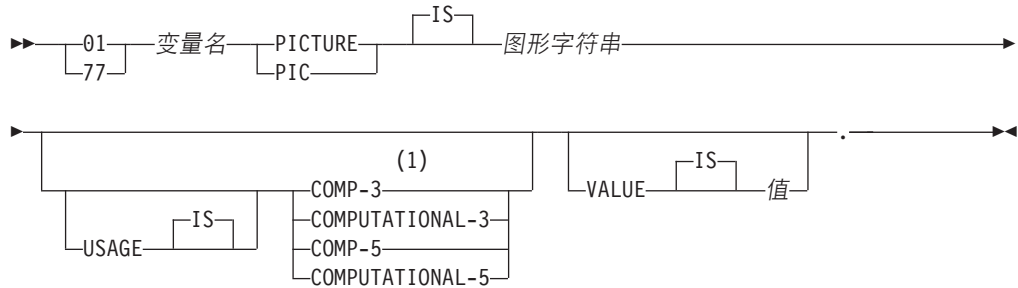 IS
01 变量名 PICTURE 图形字符串
77 PIC
(1) IS
COMP-3 VALUE 值 .
IS COMPUTATIONAL-3
USAGE COMP-5
COMPUTATIONAL-5